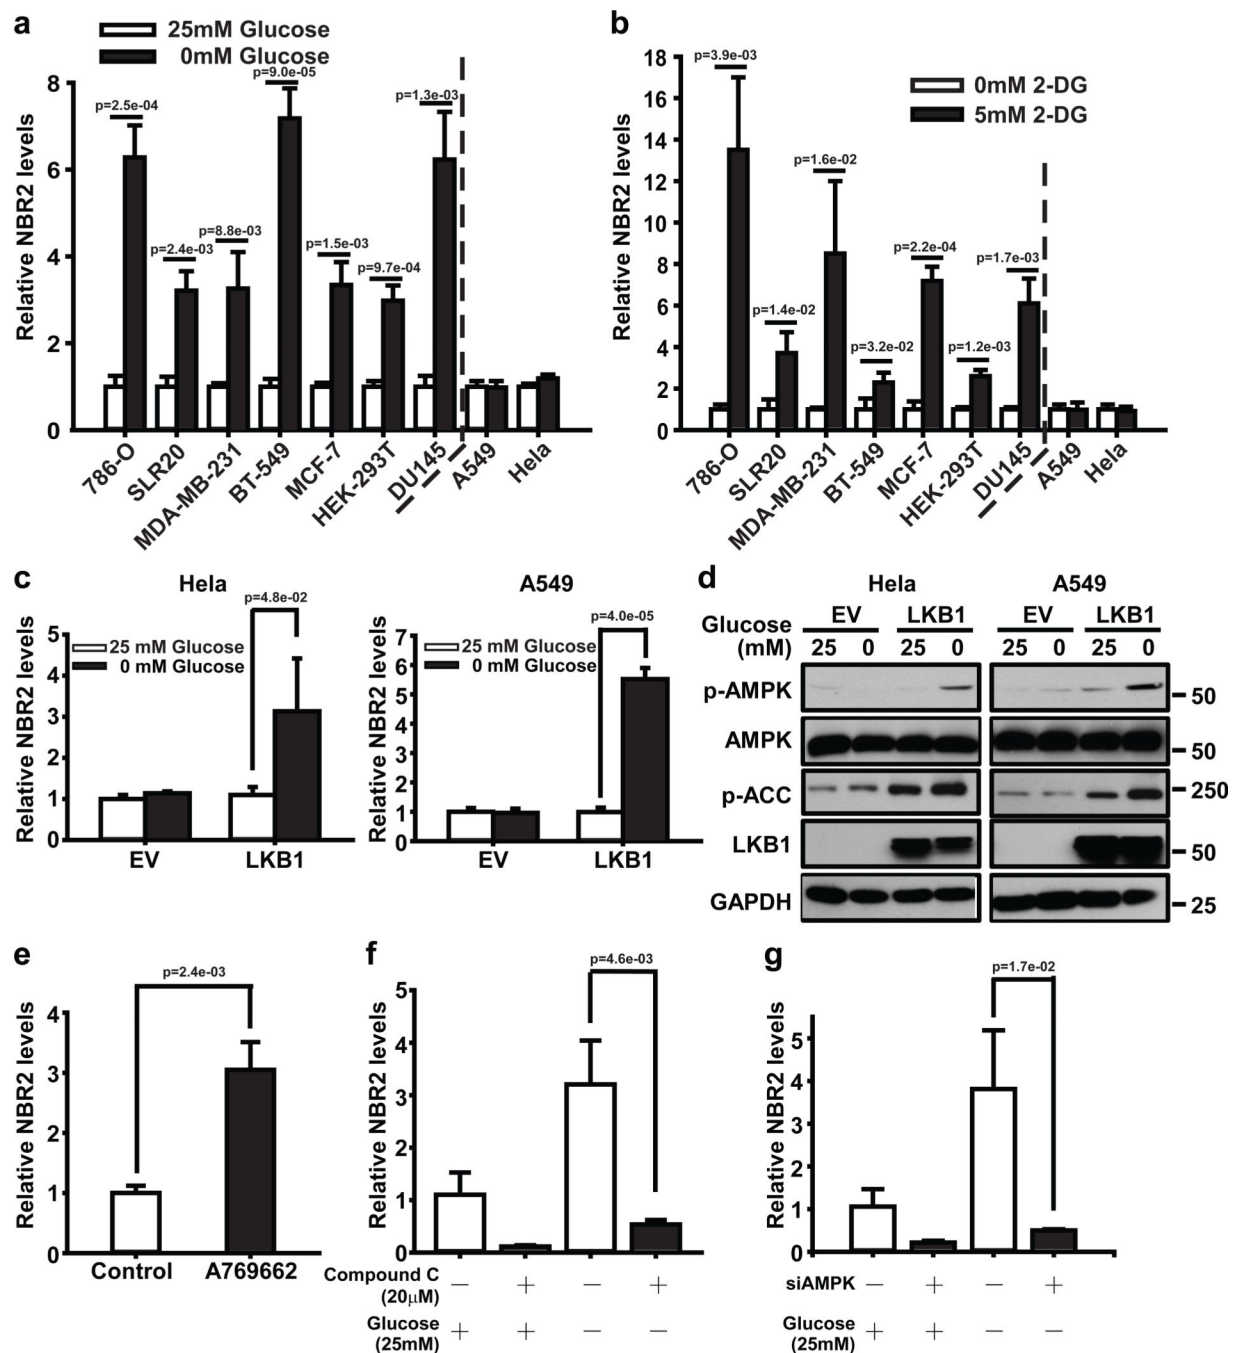 a
25mM Glucose
0mM Glucose
Relative NBR2 levels
8
6
4
2
0
p=2.5e-04
p=2.4e-03
p=8.8e-03
p=9.0e-05
p=1.5e-03
p=9.7e-04
p=1.3e-03
786-O
SLR20
MDA-MB-231
BT-549
MCF-7
HEK-293T
DU145
A549
Hela
b
0mM 2-DG
5mM 2-DG
Relative NBR2 levels
18
16
14
12
10
8
6
4
2
0
p=3.9e-03
p=1.4e-02
p=1.6e-02
p=3.2e-02
p=2.2e-04
p=1.2e-03
p=1.7e-03
786-O
SLR20
MDA-MB-231
BT-549
MCF-7
HEK-293T
DU145
A549
Hela
c
Hela
p=4.8e-02
25 mM Glucose
0 mM Glucose
Relative NBR2 levels
5
4
3
2
1
0
EV LKB1
A549
p=4.0e-05
25 mM Glucose
0 mM Glucose
Relative NBR2 levels
7
6
5
4
3
2
1
0
EV LKB1
d
Hela A549
EV LKB1 EV LKB1
Glucose
(mM) 25 0 25 0 25 0 25 0
p-AMPK 50
AMPK 50
p-ACC 250
LKB1 50
GAPDH 25
e
p=2.4e-03
Relative NBR2 levels
4
3
2
1
0
Control A769662
f
p=4.6e-03
Relative NBR2 levels
5
4
3
2
1
0
Compound C
(20μM) − + − +
Glucose
(25mM) + + − −
g
p=1.7e-02
Relative NBR2 levels
5
4
3
2
1
0
siAMPK − + − +
Glucose
(25mM) + + − −